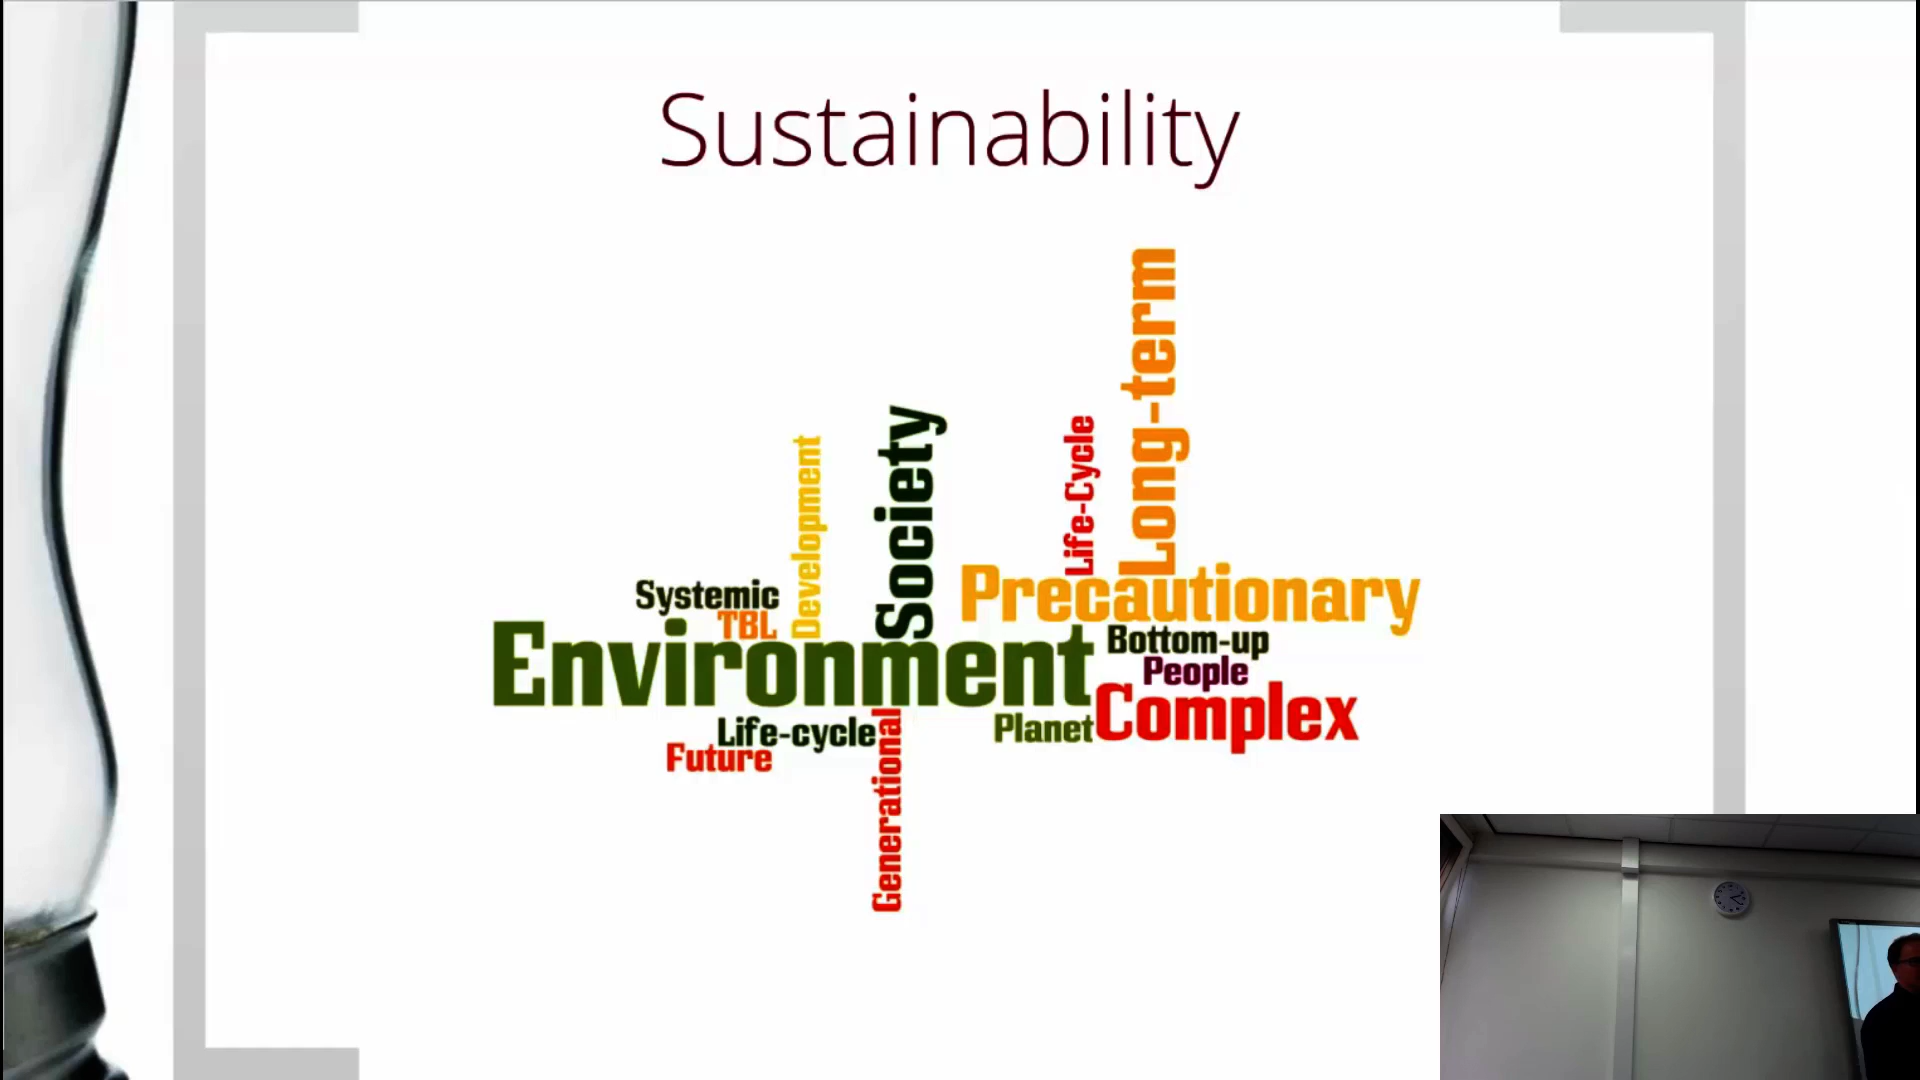 Sustainability
Long-term
Society
Life-Cycle
Development
Precautionary
Systemic
TBL
Environment
Bottom-up
People
Complex
Planet
Life-cycle
Future
Generational